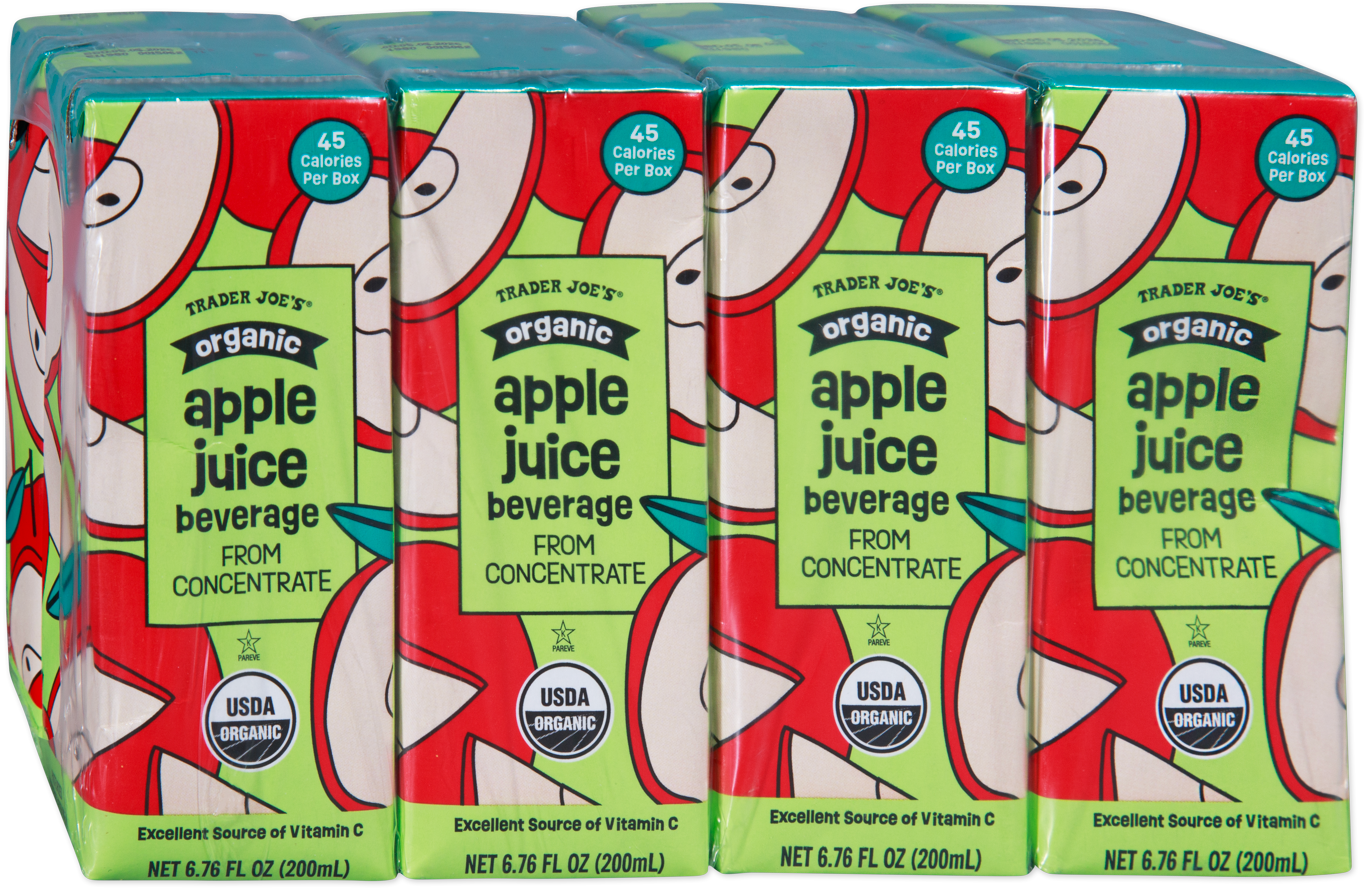 45
Calories
Per Box
TRADER JOE'S®
organic
apple
juice
beverage
FROM
CONCENTRATE
K
PAREVE
USDA
ORGANIC
Excellent Source of Vitamin C
NET 6.76 FL OZ (200mL)
45
Calories
Per Box
TRADER JOE'S®
organic
apple
juice
beverage
FROM
CONCENTRATE
K
PAREVE
USDA
ORGANIC
Excellent Source of Vitamin C
NET 6.76 FL OZ (200mL)
45
Calories
Per Box
TRADER JOE'S®
organic
apple
juice
beverage
FROM
CONCENTRATE
K
PAREVE
USDA
ORGANIC
Excellent Source of Vitamin C
NET 6.76 FL OZ (200mL)
45
Calories
Per Box
TRADER JOE'S®
organic
apple
juice
beverage
FROM
CONCENTRATE
K
PAREVE
USDA
ORGANIC
Excellent Source of Vitamin C
NET 6.76 FL OZ (200mL)